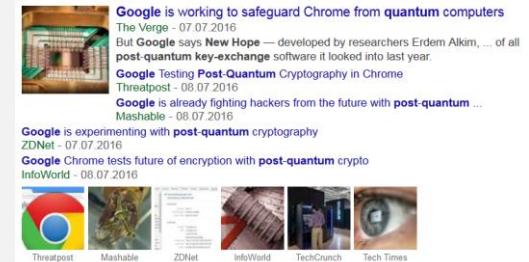 Google is working to safeguard Chrome from quantum computers
The Verge - 07.07.2016
But Google says New Hope — developed by researchers Erdem Alkim, ... of all
post-quantum key-exchange software it looked into last year.
Google Testing Post-Quantum Cryptography in Chrome
Threatpost - 08.07.2016
Google is already fighting hackers from the future with post-quantum ...
Mashable - 08.07.2016
Google is experimenting with post-quantum cryptography
ZDNet - 07.07.2016
Google Chrome tests future of encryption with post-quantum crypto
InfoWorld - 08.07.2016
Threatpost Mashable ZDNet InfoWorld TechCrunch Tech Times